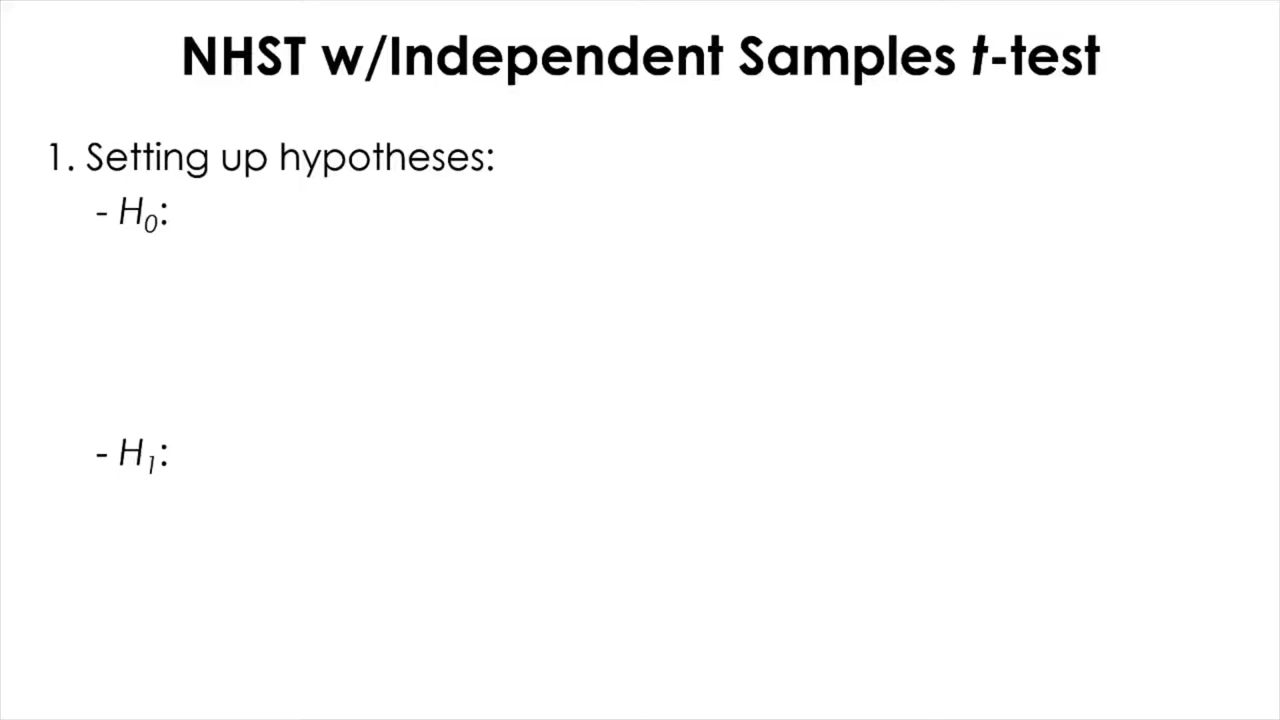 NHST w/Independent Samples t-test
1. Setting up hypotheses:
- H₀:
- H₁: